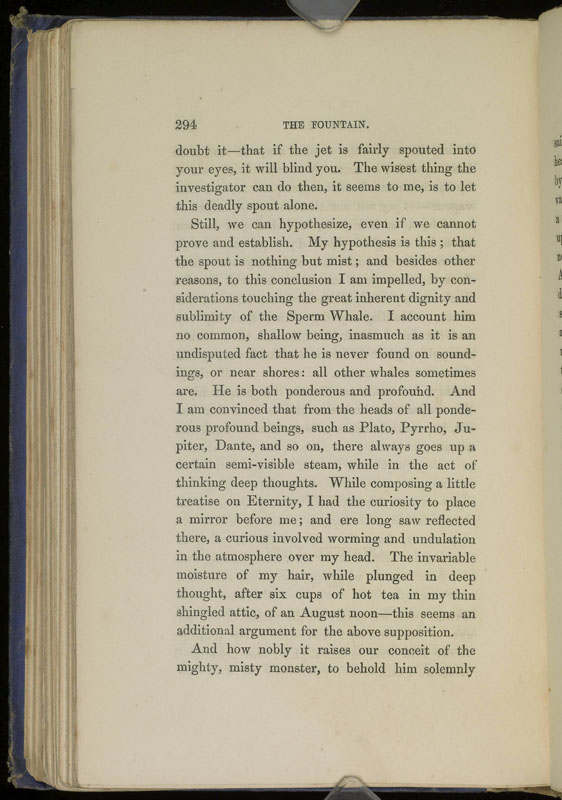 294 THE FOUNTAIN.
doubt it—that if the jet is fairly spouted into
your eyes, it will blind you. The wisest thing the
investigator can do then, it seems to me, is to let
this deadly spout alone.
Still, we can hypothesize, even if we cannot
prove and establish. My hypothesis is this; that
the spout is nothing but mist; and besides other
reasons, to this conclusion I am impelled, by con-
siderations touching the great inherent dignity and
sublimity of the Sperm Whale. I account him
no common, shallow being, inasmuch as it is an
undisputed fact that he is never found on sound-
ings, or near shores: all other whales sometimes
are. He is both ponderous and profound. And
I am convinced that from the heads of all ponde-
rous profound beings, such as Plato, Pyrrho, Ju-
piter, Dante, and so on, there always goes up a
certain semi-visible steam, while in the act of
thinking deep thoughts. While composing a little
treatise on Eternity, I had the curiosity to place
a mirror before me; and ere long saw reflected
there, a curious involved worming and undulation
in the atmosphere over my head. The invariable
moisture of my hair, while plunged in deep
thought, after six cups of hot tea in my thin
shingled attic, of an August noon—this seems an
additional argument for the above supposition.
And how nobly it raises our conceit of the
mighty, misty monster, to behold him solemnly